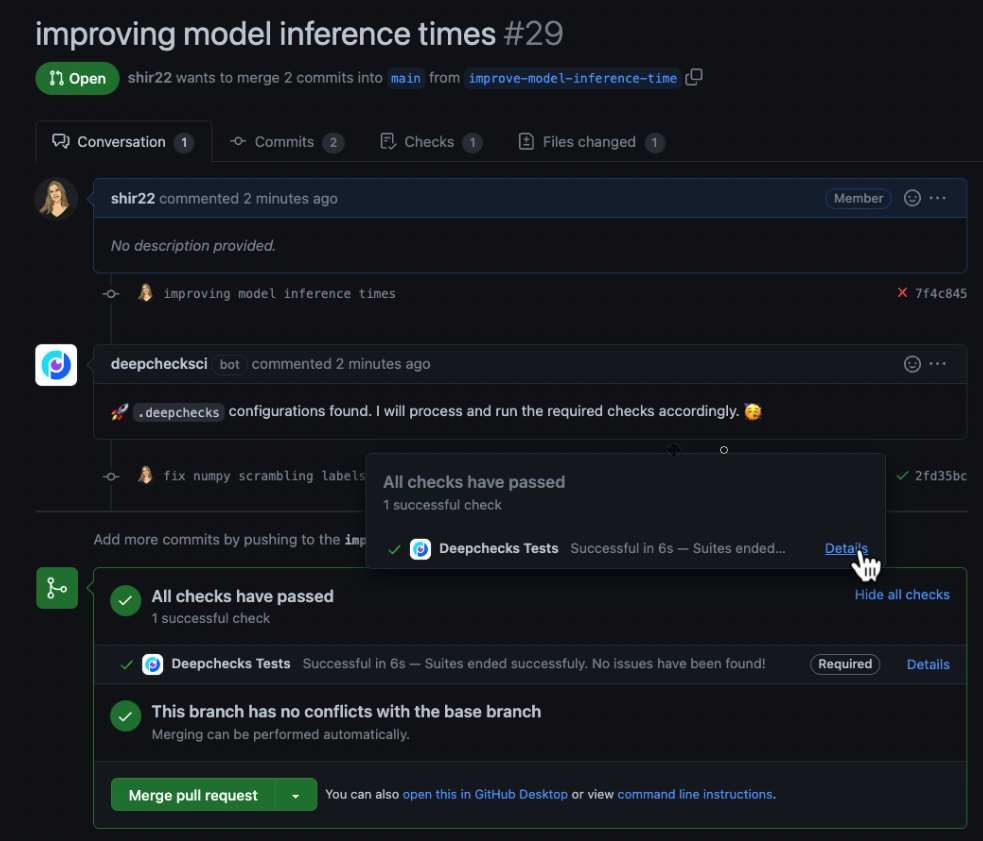 improving model inference times #29
Open shir22 wants to merge 2 commits into main from improve-model-inference-time
Conversation 1 Commits 2 Checks 1 Files changed 1
shir22 commented 2 minutes ago Member
No description provided.
improving model inference times 7f4c845
deepchecksci bot commented 2 minutes ago
🚀 .deepchecks configurations found. I will process and run the required checks accordingly. 🥳
fix numpy scrambling labels 2fd35bc
All checks have passed
1 successful check
Deepchecks Tests Successful in 6s — Suites ended... Details
Add more commits by pushing to the imp
All checks have passed Hide all checks
1 successful check
Deepchecks Tests Successful in 6s — Suites ended successfuly. No issues have been found! Required Details
This branch has no conflicts with the base branch
Merging can be performed automatically.
Merge pull request You can also open this in GitHub Desktop or view command line instructions.